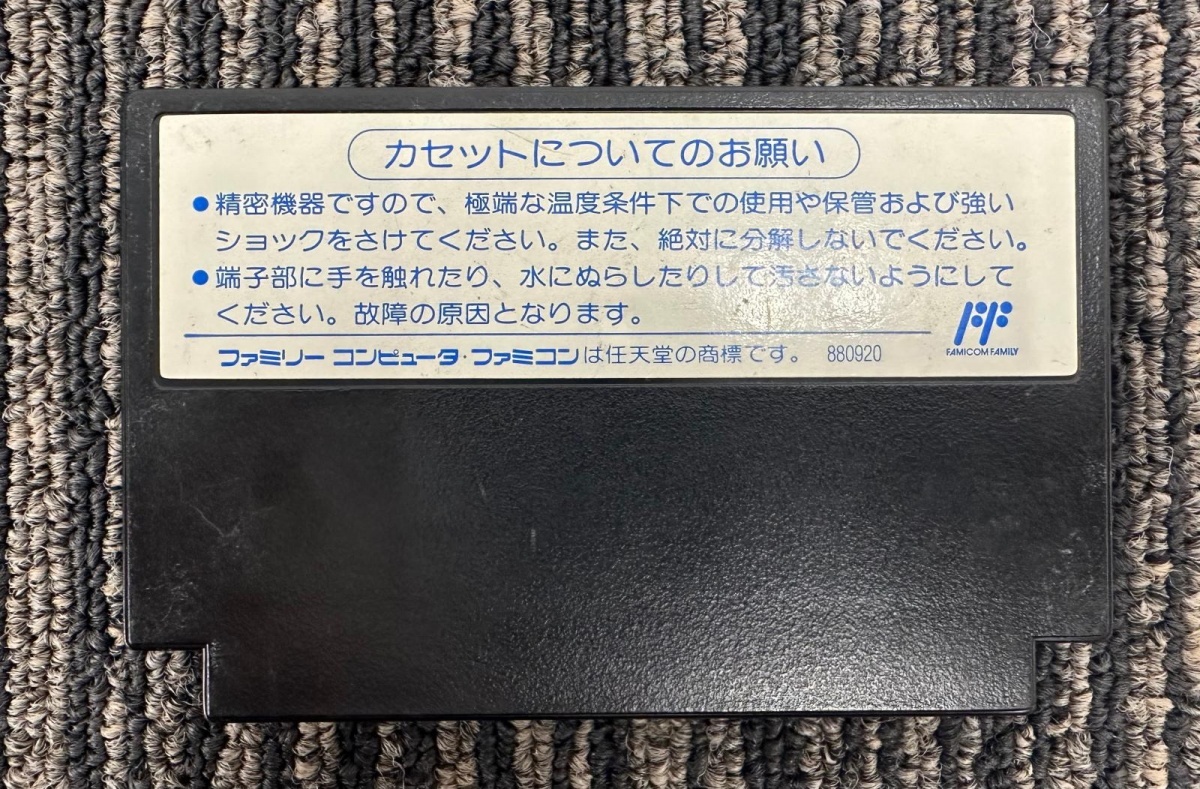 カセットについてのお願い
●精密機器ですので、極端な温度条件下での使用や保管および強い
ショックをさけてください。また、絶対に分解しないでください。
●端子部に手を触れたり、水にぬらしたりして汚さないようにして
ください。故障の原因となります。
ファミリーコンピュータ・ファミコンは任天堂の商標です。 880920
FAMICOM FAMILY